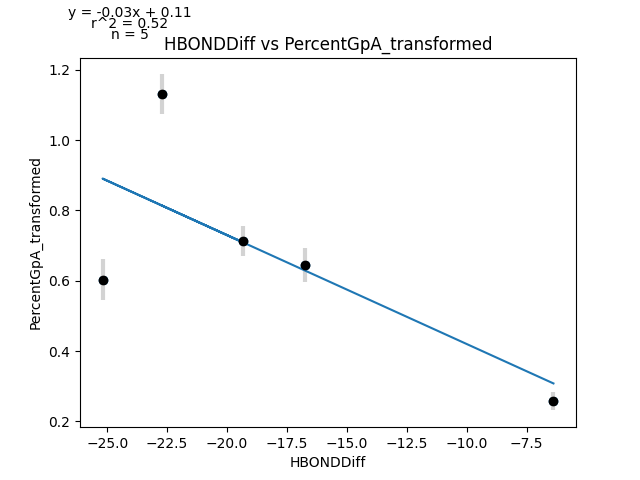 y = -0.03x + 0.11
r^2 = 0.52
n = 5
HBONDDiff vs PercentGpA_transformed
PercentGpA_transformed
1.2
1.0
0.8
0.6
0.4
0.2
−25.0 −22.5 −20.0 −17.5 −15.0 −12.5 −10.0 −7.5
HBONDDiff